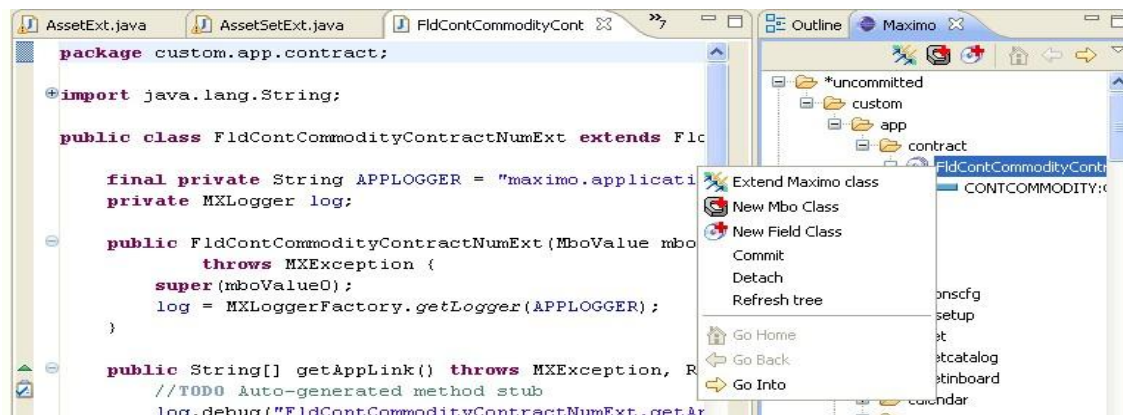 AssetExt.java
AssetSetExt.java
FldContCommodityCont
»7
Outline
Maximo
package custom.app.contract;
import java.lang.String;
public class FldContCommodityContractNumExt extends Fld
final private String APPLOGGER = "maximo.applicati
private MXLogger log;
public FldContCommodityContractNumExt(MboValue mbo
throws MXException {
super(mboValue0);
log = MXLoggerFactory.getLogger(APPLOGGER);
}
public String[] getAppLink() throws MXException, R
//TODO Auto-generated method stub
log.debug("FldContCommodityContractNumExt.getAp
*uncommitted
custom
app
contract
FldContCommodityContr
CONTCOMMODITY:
Extend Maximo class
New Mbo Class
New Field Class
Commit
Detach
Refresh tree
Go Home
Go Back
Go Into
onscfg
setup
et
etcatalog
etinboard
calendar